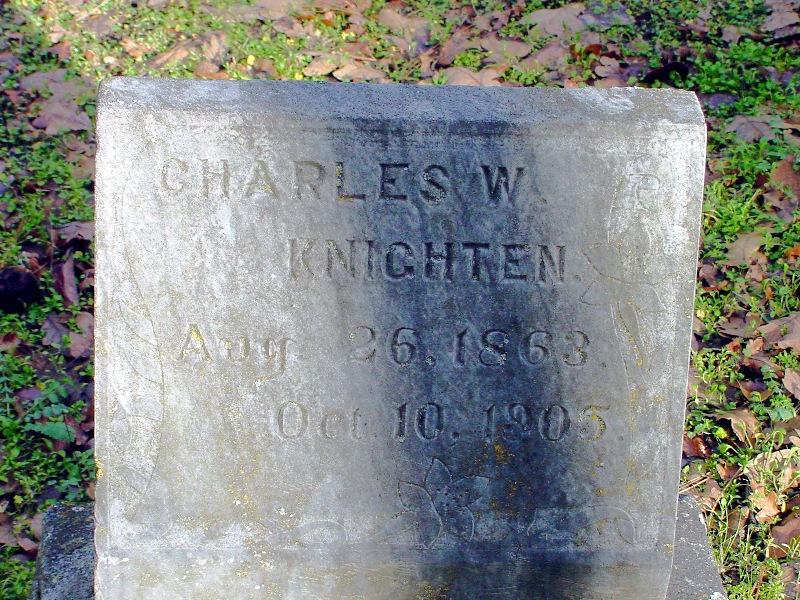 CHARLES W.
KNIGHTEN.
Aug 26, 1863.
Oct. 10, 1905.